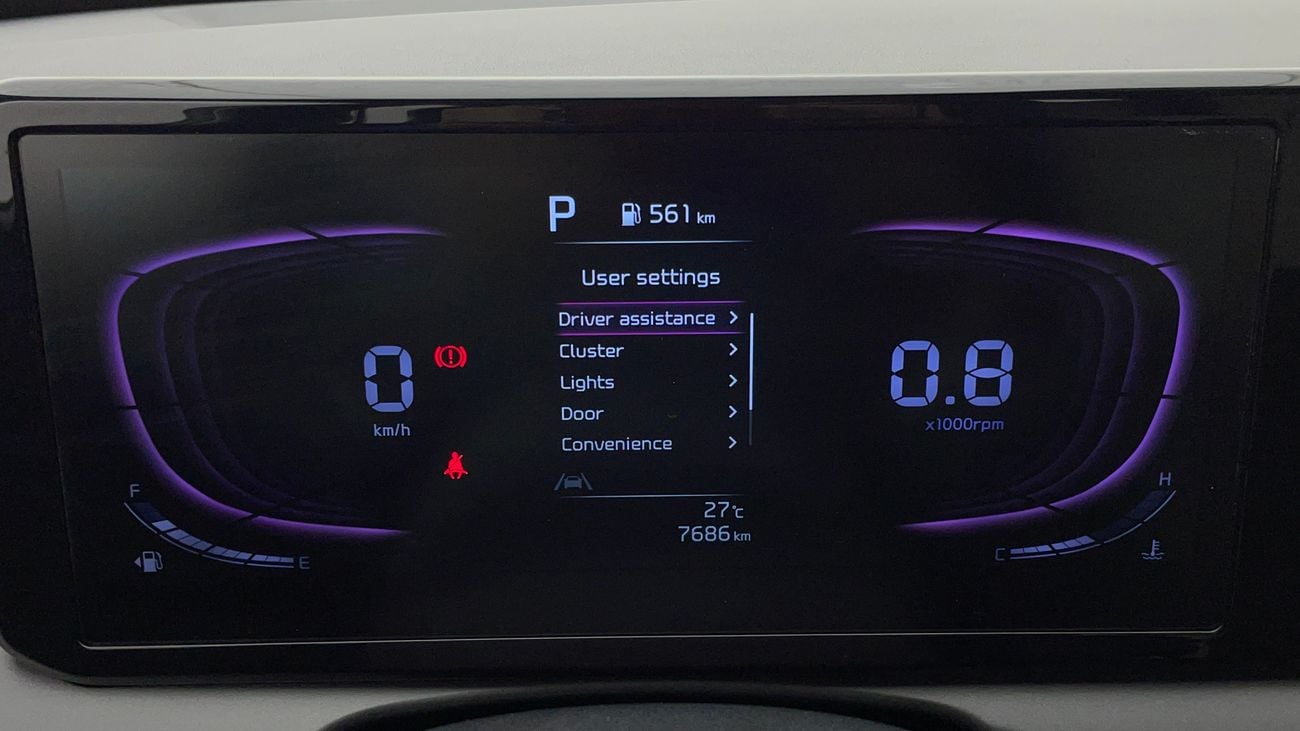 P 561 km
User settings
Driver assistance
Cluster
Lights
Door
Convenience
0
km/h
0.8
x1000rpm
F
E
H
C
27°C
7686 km